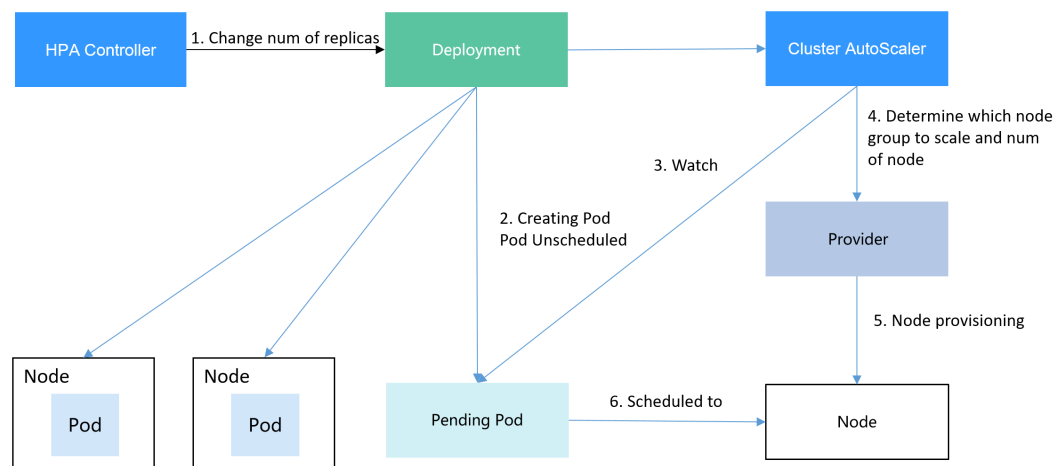 HPA Controller
1. Change num of replicas
Deployment
Cluster AutoScaler
4. Determine which node
group to scale and num
of node
3. Watch
2. Creating Pod
Pod Unscheduled
Provider
5. Node provisioning
Node
Pod
Node
Pod
Pending Pod
6. Scheduled to
Node